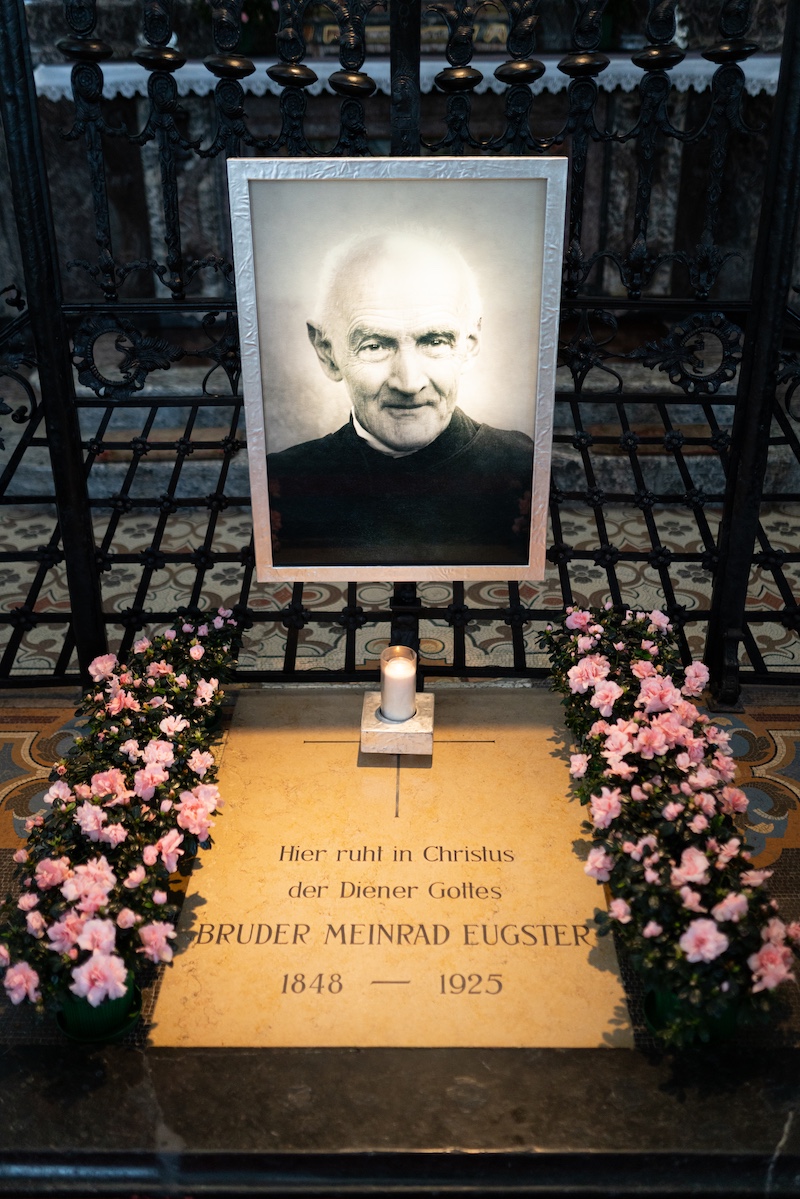 Hier ruht in Christus
der Diener Gottes
BRUDER MEINRAD EUGSTER
1848 — 1925